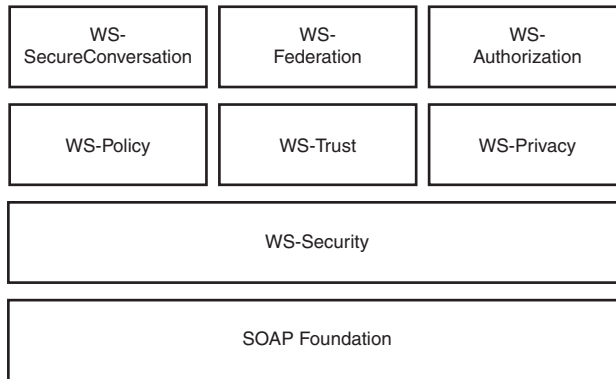 WS-
SecureConversation
WS-
Federation
WS-
Authorization
WS-Policy
WS-Trust
WS-Privacy
WS-Security
SOAP Foundation